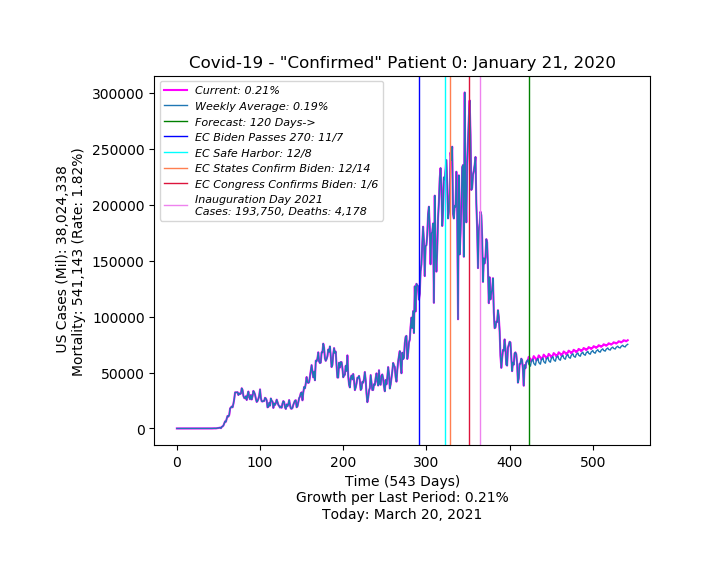 Covid-19 - "Confirmed" Patient 0: January 21, 2020
Current: 0.21%
Weekly Average: 0.19%
Forecast: 120 Days->
EC Biden Passes 270: 11/7
EC Safe Harbor: 12/8
EC States Confirm Biden: 12/14
EC Congress Confirms Biden: 1/6
Inauguration Day 2021
Cases: 193,750, Deaths: 4,178
US Cases (Mil): 38,024,338
Mortality: 541,143 (Rate: 1.82%)
300000
250000
200000
150000
100000
50000
0
0 100 200 300 400 500
Time (543 Days)
Growth per Last Period: 0.21%
Today: March 20, 2021